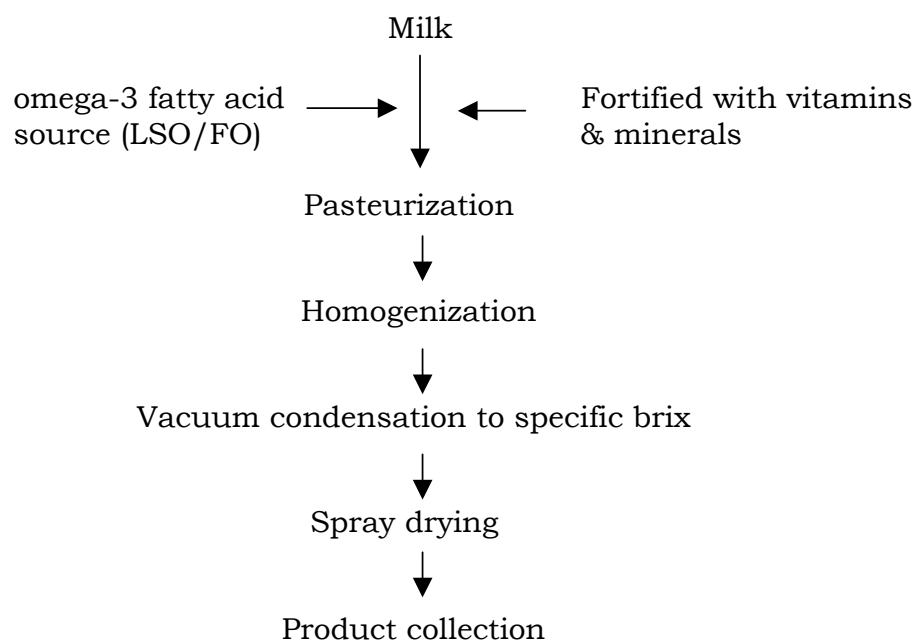 Milk
omega-3 fatty acid
source (LSO/FO)
Fortified with vitamins
& minerals
Pasteurization
Homogenization
Vacuum condensation to specific brix
Spray drying
Product collection